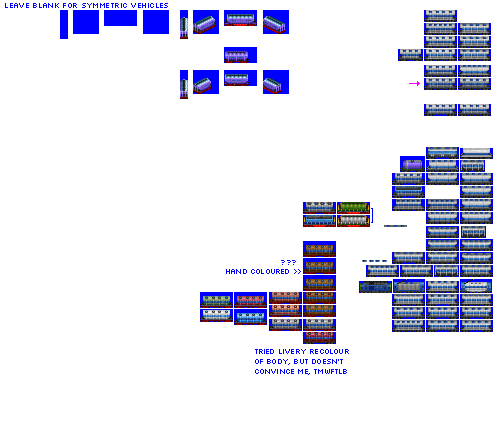 LEAVE BLANK FOR SYMMETRIC VEHICLES
???
HAND COLOURED >>
TRIED LIVERY RECOLOUR
OF BODY, BUT DOESN'T
CONVINCE ME, TMWFTLB